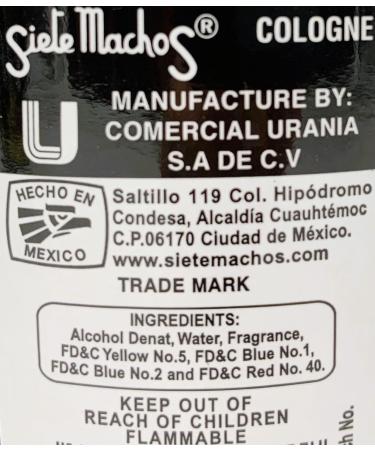 Siete Machos® COLOGNE
MANUFACTURE BY:
COMERCIAL URANIA
S.A DE C.V
HECHO EN
MEXICO
Saltillo 119 Col. Hipódromo
Condesa, Alcaldía Cuauhtémoc
C.P.06170 Ciudad de México.
www.sietemachos.com
TRADE MARK
INGREDIENTS:
Alcohol Denat, Water, Fragrance,
FD&C Yellow No.5, FD&C Blue No.1,
FD&C Blue No.2 and FD&C Red No. 40.
KEEP OUT OF
REACH OF CHILDREN
FLAMMABLE
No.